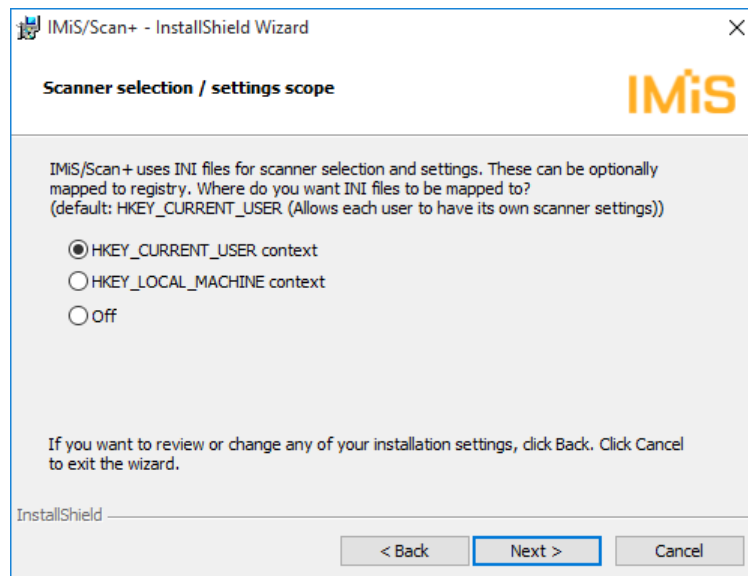 IMiS/Scan+ - InstallShield Wizard
Scanner selection / settings scope
IMiS
IMiS/Scan+ uses INI files for scanner selection and settings. These can be optionally
mapped to registry. Where do you want INI files to be mapped to?
(default: HKEY_CURRENT_USER (Allows each user to have its own scanner settings))
HKEY_CURRENT_USER context
HKEY_LOCAL_MACHINE context
Off
If you want to review or change any of your installation settings, click Back. Click Cancel
to exit the wizard.
InstallShield
< Back Next > Cancel